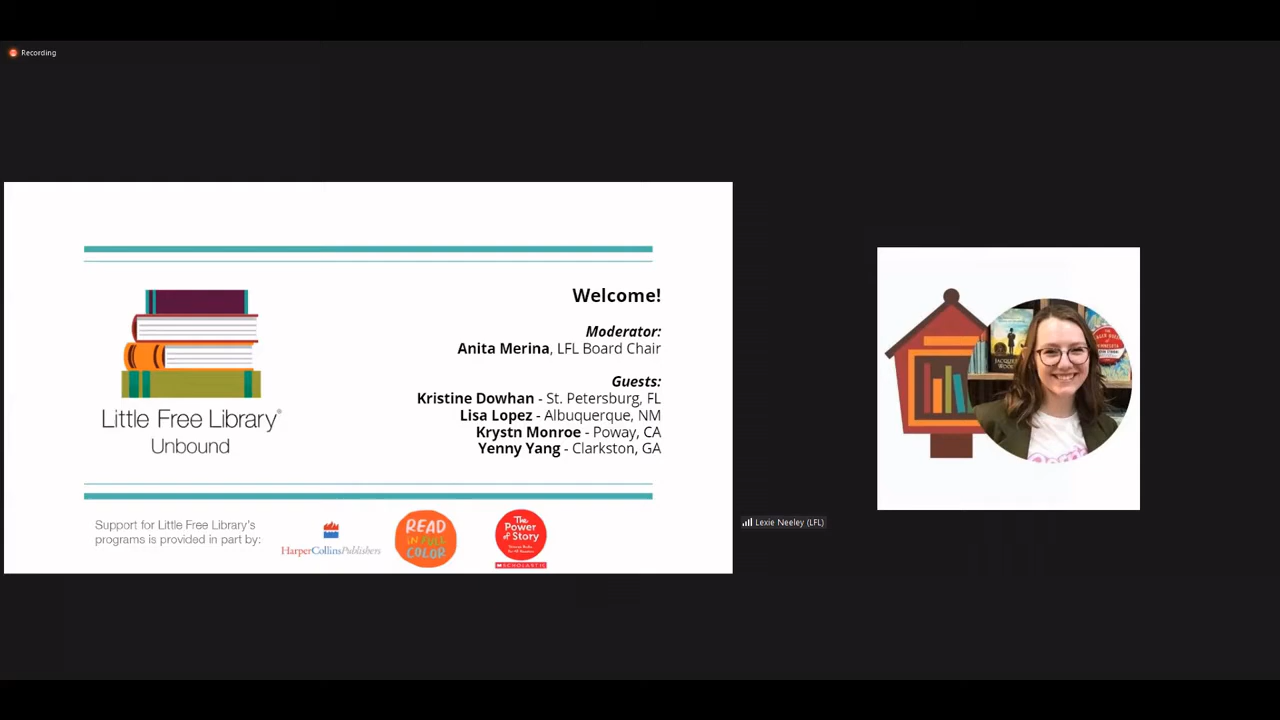 Recording
Welcome!
Moderator:
Anita Merina, LFL Board Chair
Guests:
Kristine Dowhan - St. Petersburg, FL
Lisa Lopez - Albuquerque, NM
Krystn Monroe - Poway, CA
Yenny Yang - Clarkston, GA
Little Free Library®
Unbound
Support for Little Free Library's
programs is provided in part by:
HarperCollinsPublishers
READ
IN FULL
COLOR
The
Power
of Story
SCHOLASTIC
Lexie Neeley (LFL)